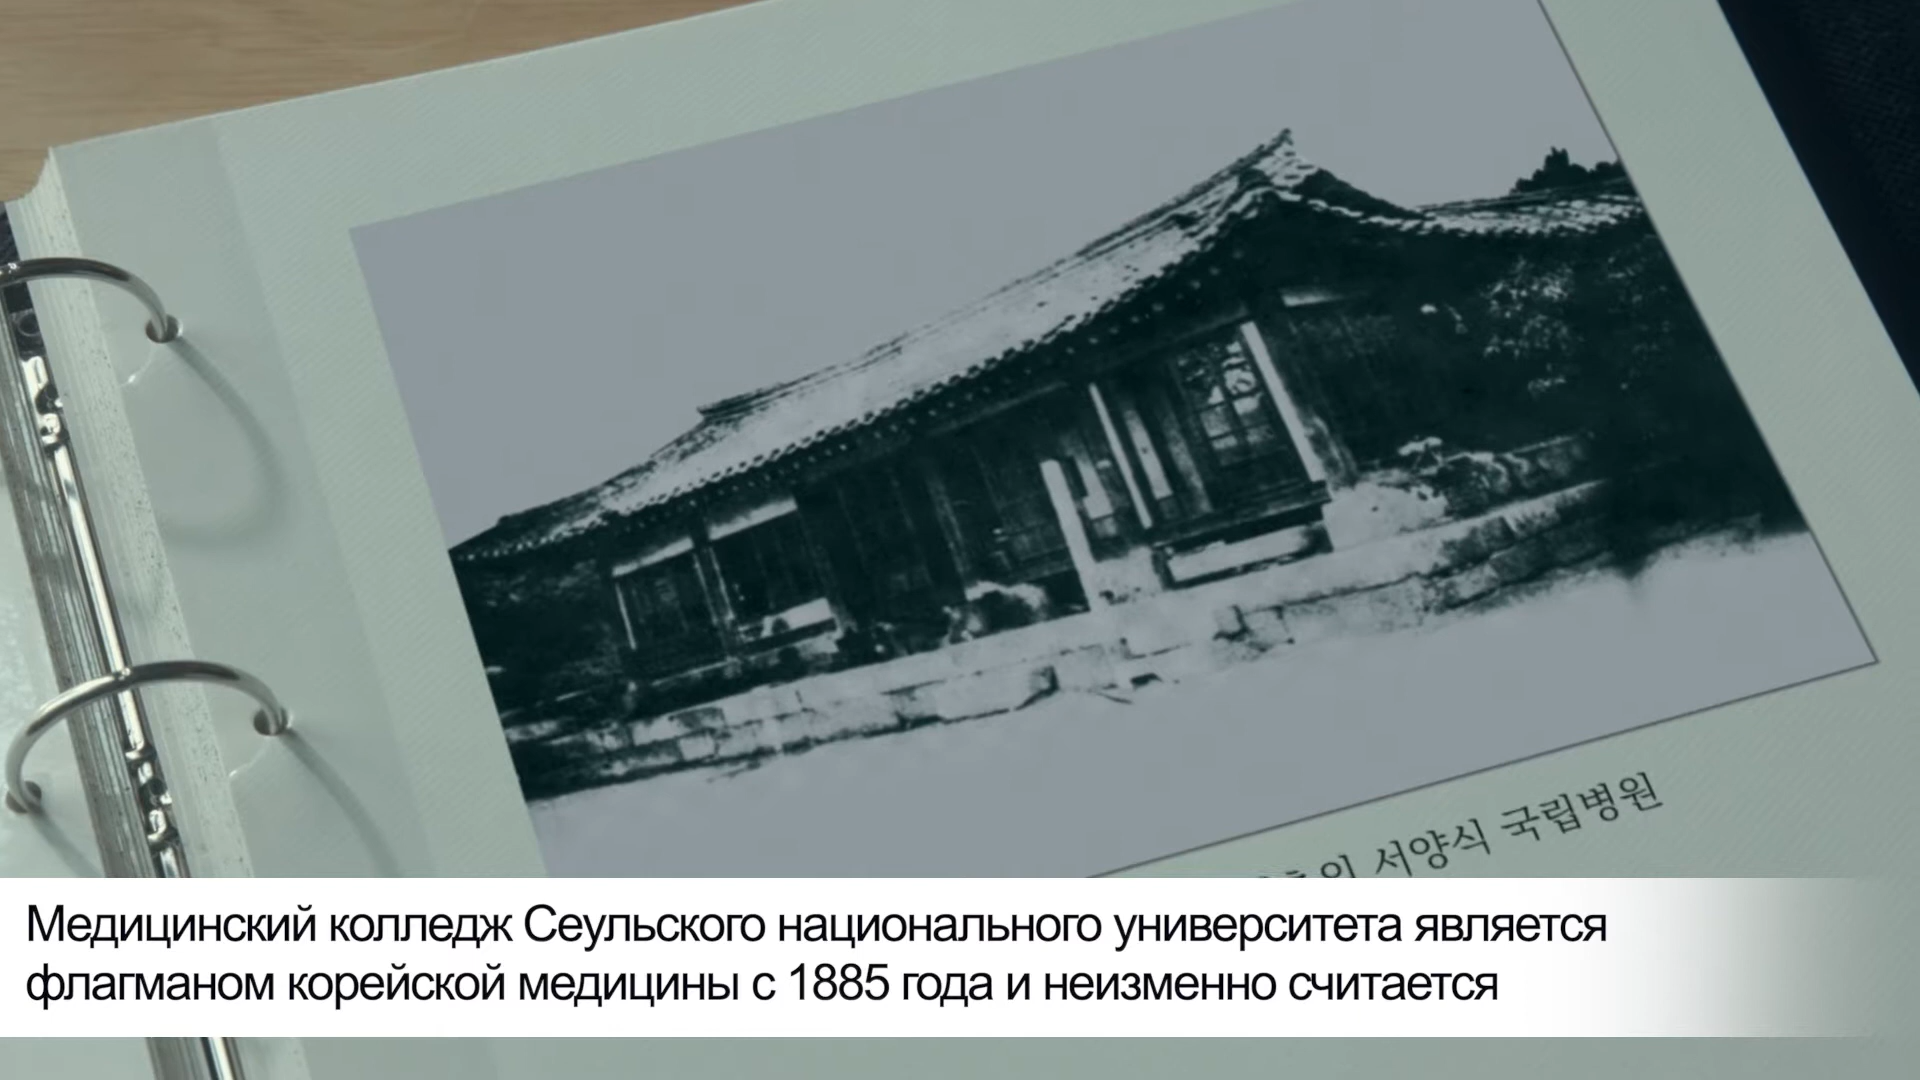 서양식 국립병원
Медицинский колледж Сеульского национального университета является
флагманом корейской медицины с 1885 года и неизменно считается